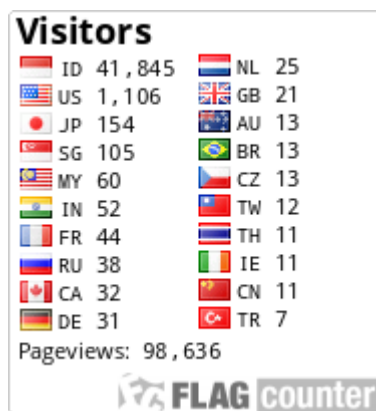 Visitors
ID 41,845
US 1,106
JP 154
SG 105
MY 60
IN 52
FR 44
RU 38
CA 32
DE 31
NL 25
GB 21
AU 13
BR 13
CZ 13
TW 12
TH 11
IE 11
CN 11
TR 7
Pageviews: 98,636
FC FLAG counter